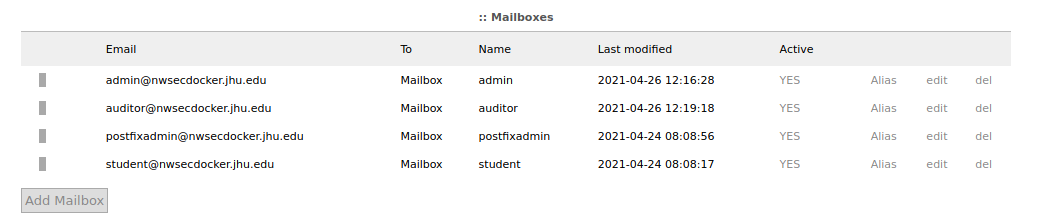 :: Mailboxes
Email To Name Last modified Active
admin@nwsecdocker.jhu.edu Mailbox admin 2021-04-26 12:16:28 YES Alias edit del
auditor@nwsecdocker.jhu.edu Mailbox auditor 2021-04-26 12:19:18 YES Alias edit del
postfixadmin@nwsecdocker.jhu.edu Mailbox postfixadmin 2021-04-24 08:08:56 YES Alias edit del
student@nwsecdocker.jhu.edu Mailbox student 2021-04-24 08:08:17 YES Alias edit del
Add Mailbox